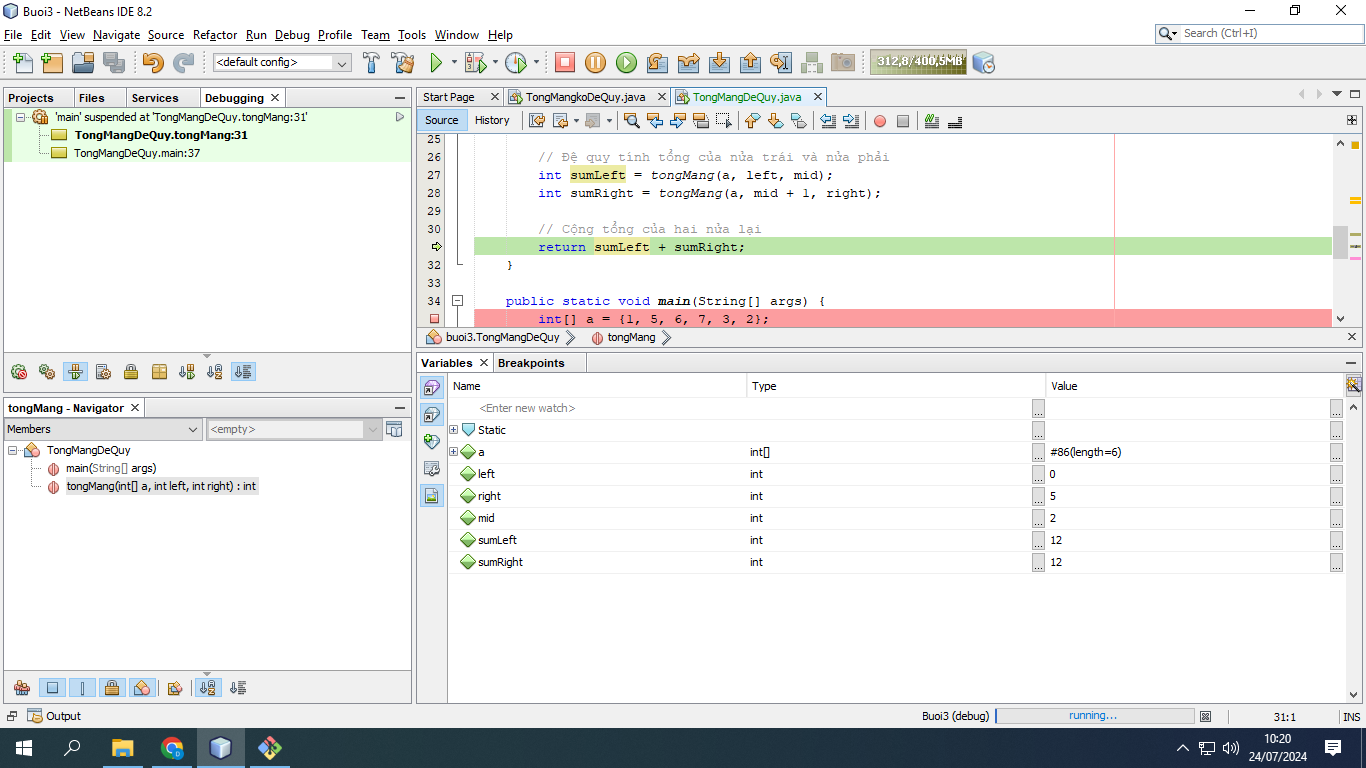 Buoi3 - NetBeans IDE 8.2
File Edit View Navigate Source Refactor Run Debug Profile Team Tools Window Help
Search (Ctrl+I)
<default config>
312,8/400,5MB
Projects Files Services Debugging
'main' suspended at 'TongMangDeQuy.tongMang:31'
TongMangDeQuy.tongMang:31
TongMangDeQuy.main:37
Start Page TongMangkoDeQuy.java TongMangDeQuy.java
Source History
25
26 // Đệ quy tính tổng của nửa trái và nửa phải
27 int sumLeft = tongMang(a, left, mid);
28 int sumRight = tongMang(a, mid + 1, right);
29
30 // Cộng tổng của hai nửa lại
return sumLeft + sumRight;
32 }
33
34 public static void main(String[] args) {
int[] a = {1, 5, 6, 7, 3, 2};
buoi3.TongMangDeQuy tongMang
tongMang - Navigator
Members <empty>
TongMangDeQuy
main(String[] args)
tongMang(int[] a, int left, int right) : int
Variables Breakpoints
Name Type Value
<Enter new watch> ... ...
Static ... ...
a int[] ... #86(length=6) ...
left int ... 0 ...
right int ... 5 ...
mid int ... 2 ...
sumLeft int ... 12 ...
sumRight int ... 12 ...
Output
Buoi3 (debug) running... 31:1 INS
10:20
24/07/2024